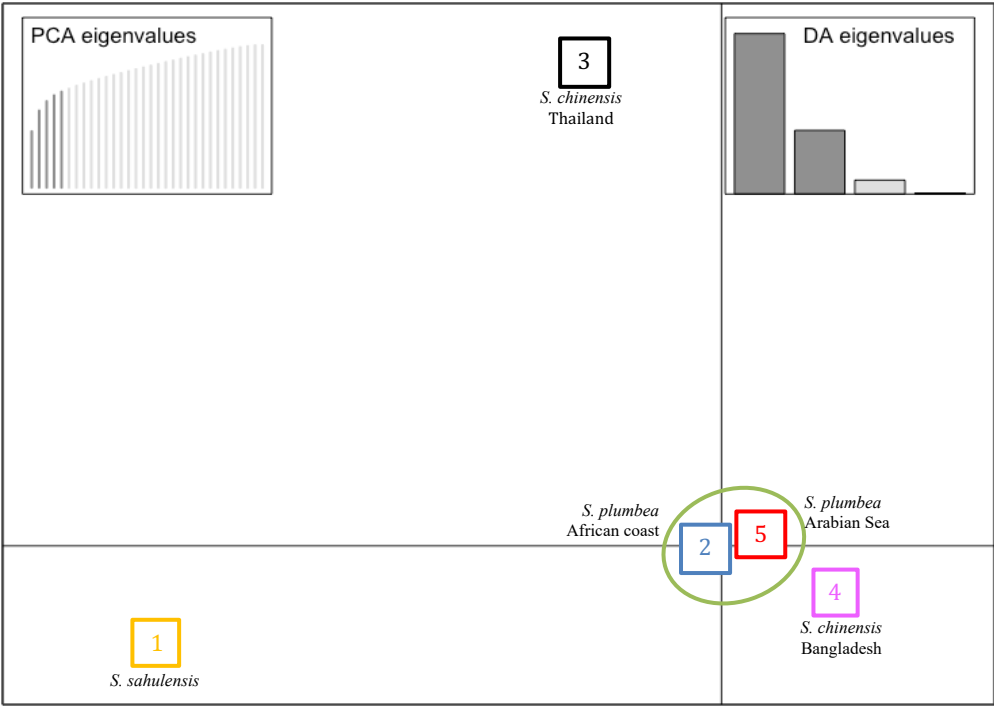 PCA eigenvalues
DA eigenvalues
3
S. chinensis
Thailand
S. plumbea
African coast
2
5
S. plumbea
Arabian Sea
4
S. chinensis
Bangladesh
1
S. sahulensis